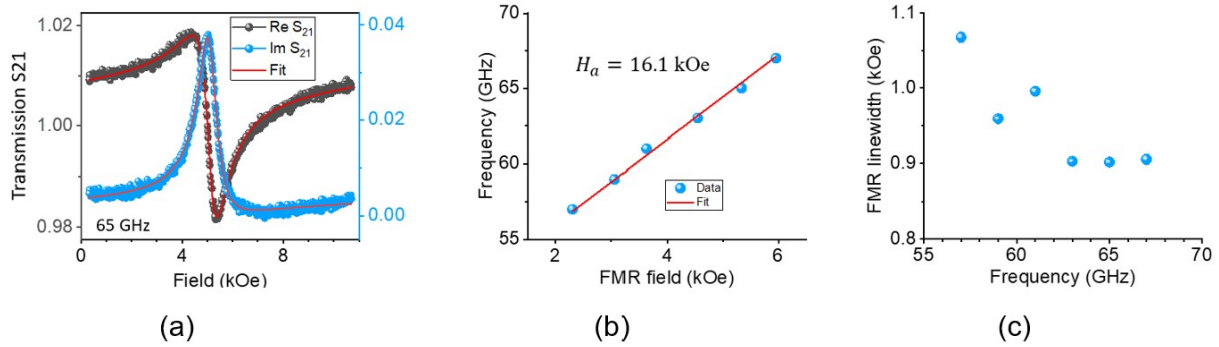 1.02
1.00
0.98
Transmission S21
Re S21
Im S21
Fit
0.04
0.02
0.00
65 GHz
0
4
8
Field (kOe)
(a)
Frequency (GHz)
65
60
55
Ha = 16.1 kOe
Data
Fit
2
4
6
FMR field (kOe)
(b)
FMR linewidth (kOe)
1.1
1.0
0.9
0.8
55
60
65
70
Frequency (GHz)
(c)